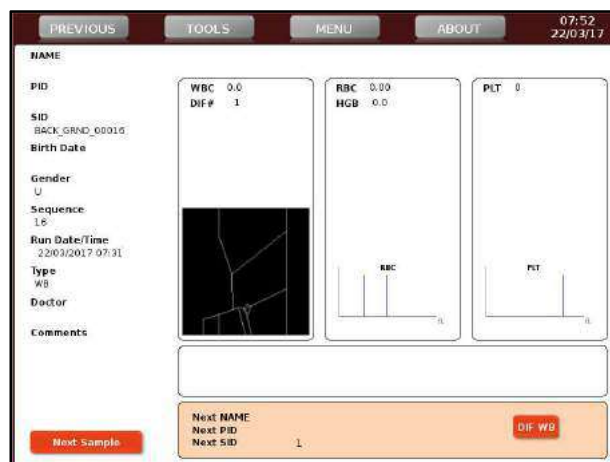 PREVIOUS TOOLS MENU ABOUT 07:52
22/03/17
NAME
PID
SID
BACK_GRND_00016
Birth Date
Gender
U
Sequence
16
Run Date/Time
22/03/2017 07:31
Type
WB
Doctor
Comments
Next Sample
WBC 0.0
DIF# 1
RBC 0.00
HGB 0.0
RBC
fL
PLT 0
PLT
fL
Next NAME
Next PID
Next SID 1
DIF WB